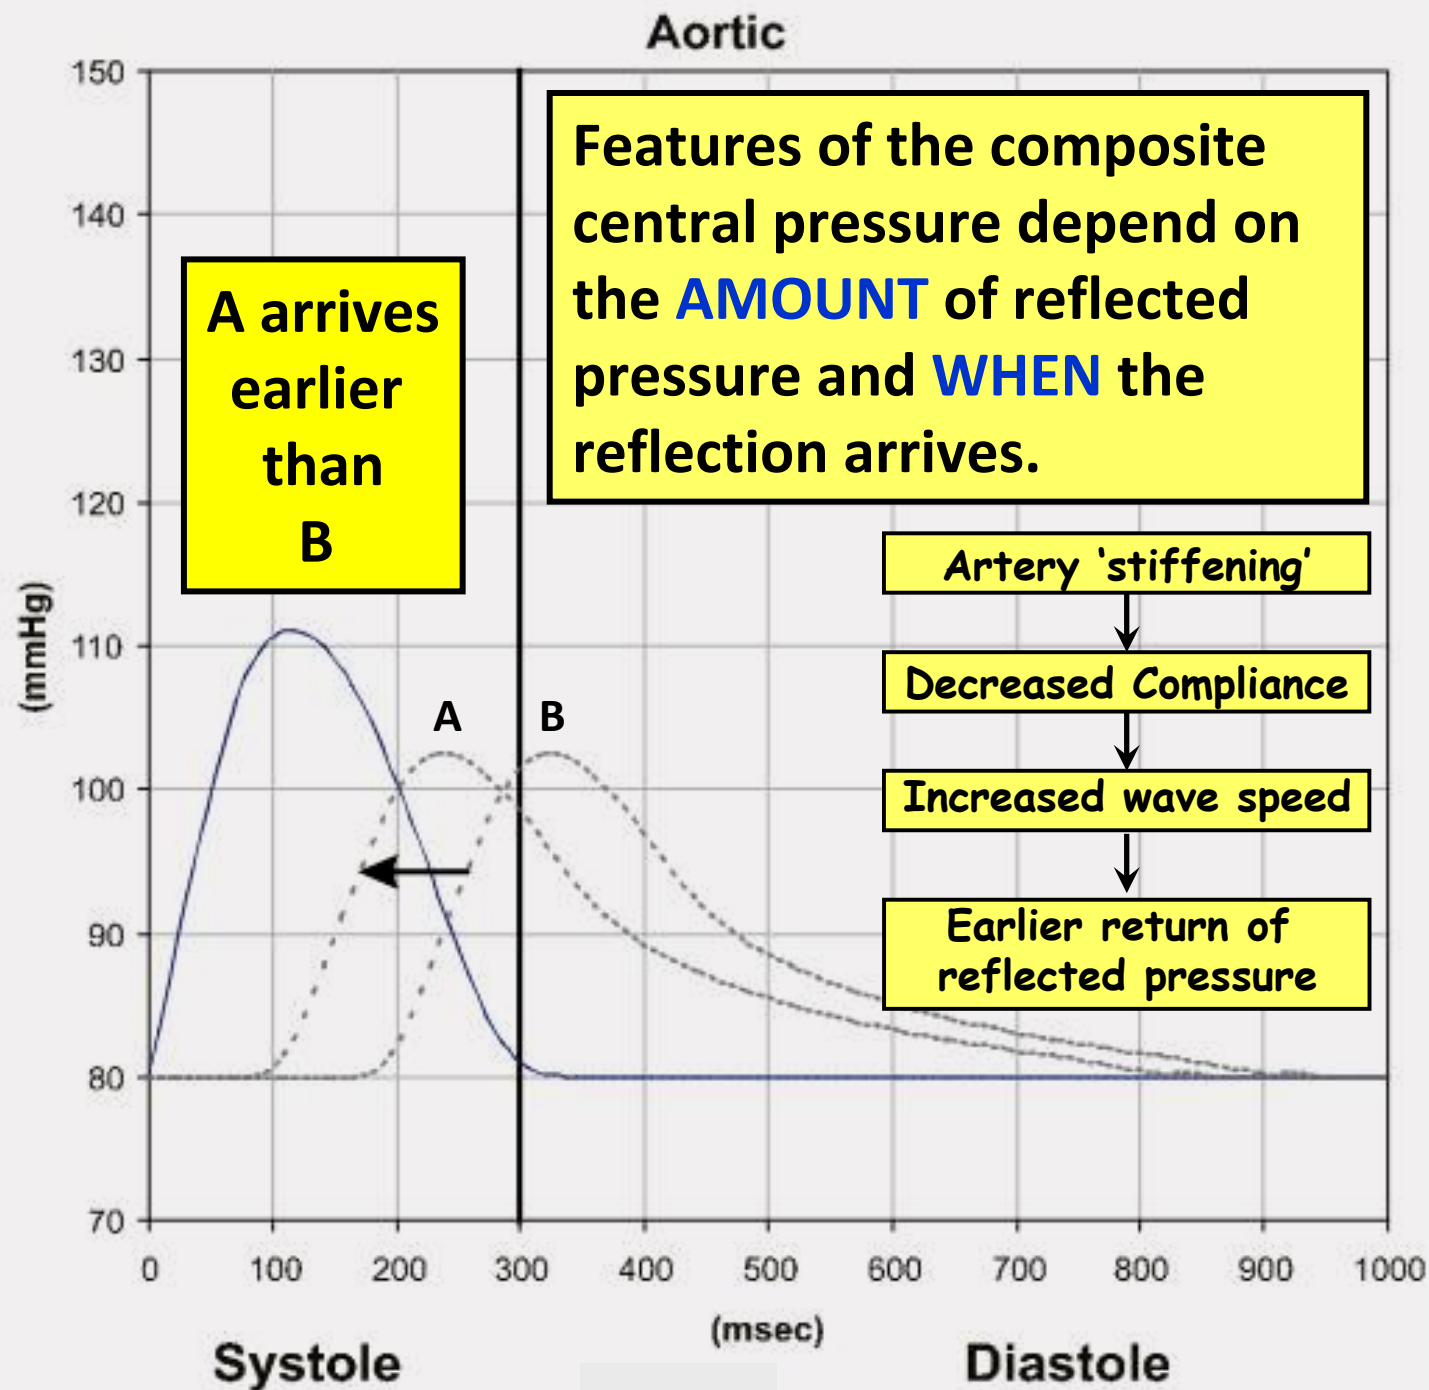 Aortic
150
140
130
120
110
100
90
80
70
(mmHg)
A arrives
earlier
than
B
Features of the composite
central pressure depend on
the AMOUNT of reflected
pressure and WHEN the
reflection arrives.
Artery ‘stiffening’
Decreased Compliance
Increased wave speed
Earlier return of
reflected pressure
A B
0 100 200 300 400 500 600 700 800 900 1000
(msec)
Systole Diastole